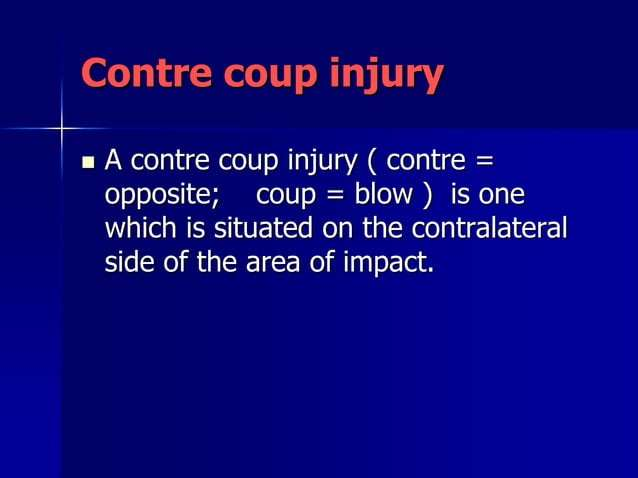 Contre coup injury
A contre coup injury ( contre =
opposite; coup = blow ) is one
which is situated on the contralateral
side of the area of impact.